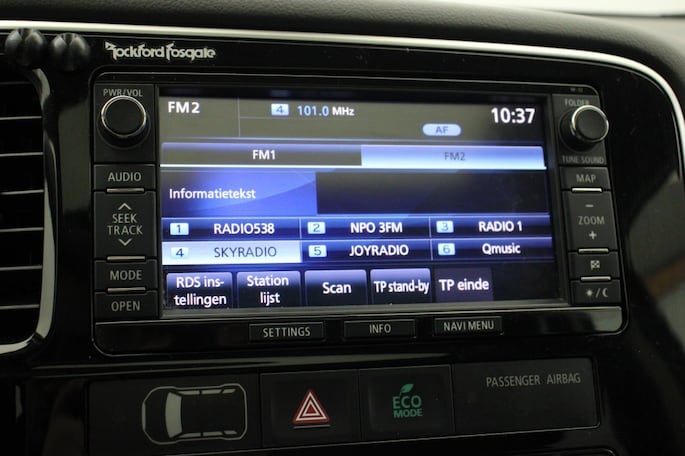 Rockford Fosgate
PWR/VOL
FOLDER
FM2
4 101.0 MHz
10:37
AF
FM1 FM2
TUNE SOUND
AUDIO
MAP
Informatietekst
SEEK
TRACK
−
ZOOM
+
1 RADIO538 2 NPO 3FM 3 RADIO 1
4 SKYRADIO 5 JOYRADIO 6 Qmusic
MODE
RDS ins-
tellingen
Station
lijst
Scan
TP stand-by
TP einde
OPEN
SETTINGS INFO NAVI MENU
ECO
MODE
PASSENGER AIRBAG